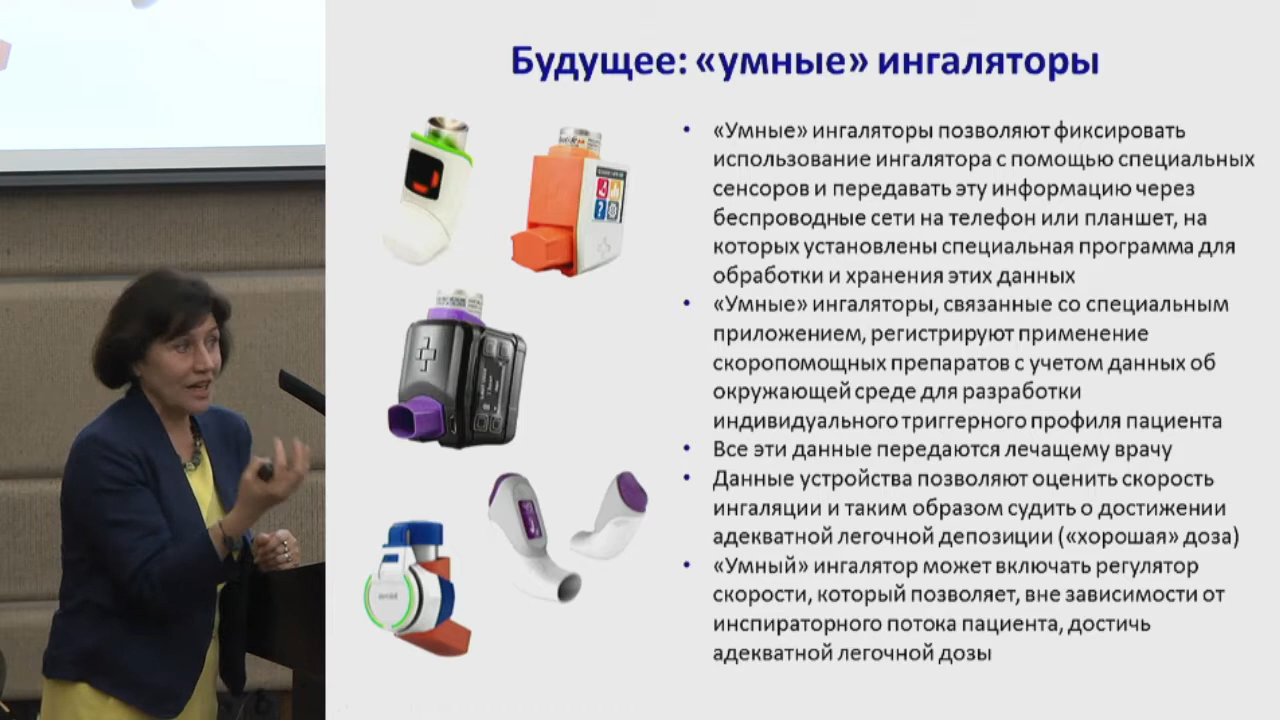 Будущее: «умные» ингаляторы
• «Умные» ингаляторы позволяют фиксировать
использование ингалятора с помощью специальных
сенсоров и передавать эту информацию через
беспроводные сети на телефон или планшет, на
которых установлены специальная программа для
обработки и хранения этих данных
• «Умные» ингаляторы, связанные со специальным
приложением, регистрируют применение
скоропомощных препаратов с учетом данных об
окружающей среде для разработки
индивидуального триггерного профиля пациента
• Все эти данные передаются лечащему врачу
• Данные устройства позволяют оценить скорость
ингаляции и таким образом судить о достижении
адекватной легочной депозиции («хорошая» доза)
• «Умный» ингалятор может включать регулятор
скорости, который позволяет, вне зависимости от
инспираторного потока пациента, достичь
адекватной легочной дозы